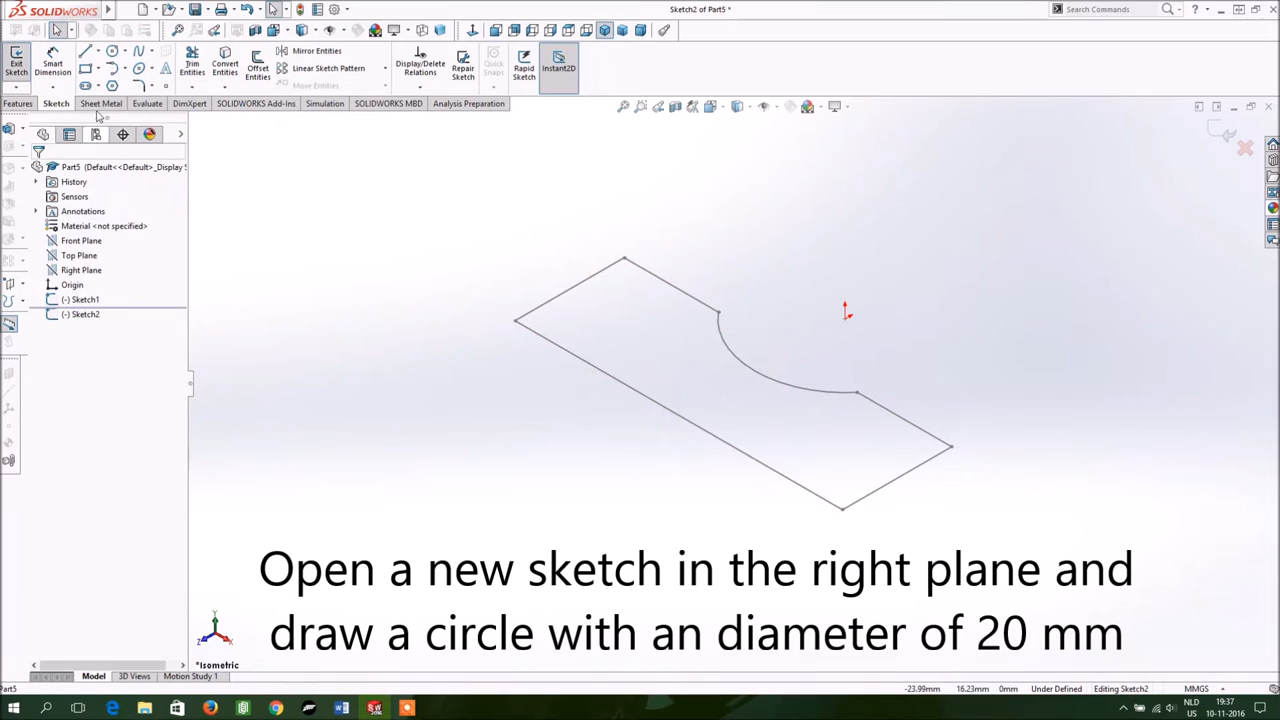 SOLIDWORKS
Sketch2 of Part5 *
Search Commands
Exit Sketch
Smart Dimension
Trim Entities
Convert Entities
Offset Entities
Mirror Entities
Linear Sketch Pattern
Move Entities
Display/Delete Relations
Repair Sketch
Quick Snaps
Rapid Sketch
Instant2D
Features Sketch Sheet Metal Evaluate DimXpert SOLIDWORKS Add-Ins Simulation SOLIDWORKS MBD Analysis Preparation
Part5 (Default<<Default>_Display S
History
Sensors
Annotations
Material <not specified>
Front Plane
Top Plane
Right Plane
Origin
(-) Sketch1
(-) Sketch2
Open a new sketch in the right plane and
draw a circle with an diameter of 20 mm
Y
Z X
*Isometric
Model 3D Views Motion Study 1
Part5 -23.99mm 16.23mm 0mm Under Defined Editing Sketch2 MMGS
NLD 19:37
US 10-11-2016